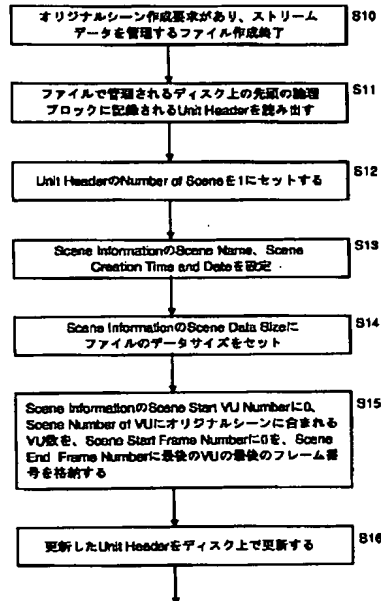 オリジナルシーン作成要求があり、ストリーム
データを管理するファイル作成終了
S10
ファイルで管理されるディスク上の先頭の論理
ブロックに記録されるUnit Headerを読み出す
S11
Unit HeaderのNumber of Sceneを1にセットする
S12
Scene InformationのScene Name、Scene
Creation Time and Dateを設定
S13
Scene InformationのScene Data Sizeに
ファイルのデータサイズをセット
S14
Scene InformationのScene Start VU Numberに0、
Scene Number of VUにオリジナルシーンに含まれる
VU数を、Scene Start Frame Numberに0を、Scene
End Frame Numberに最後のVUの最後のフレーム番
号を格納する
S15
更新したUnit Headerをディスク上で更新する
S16